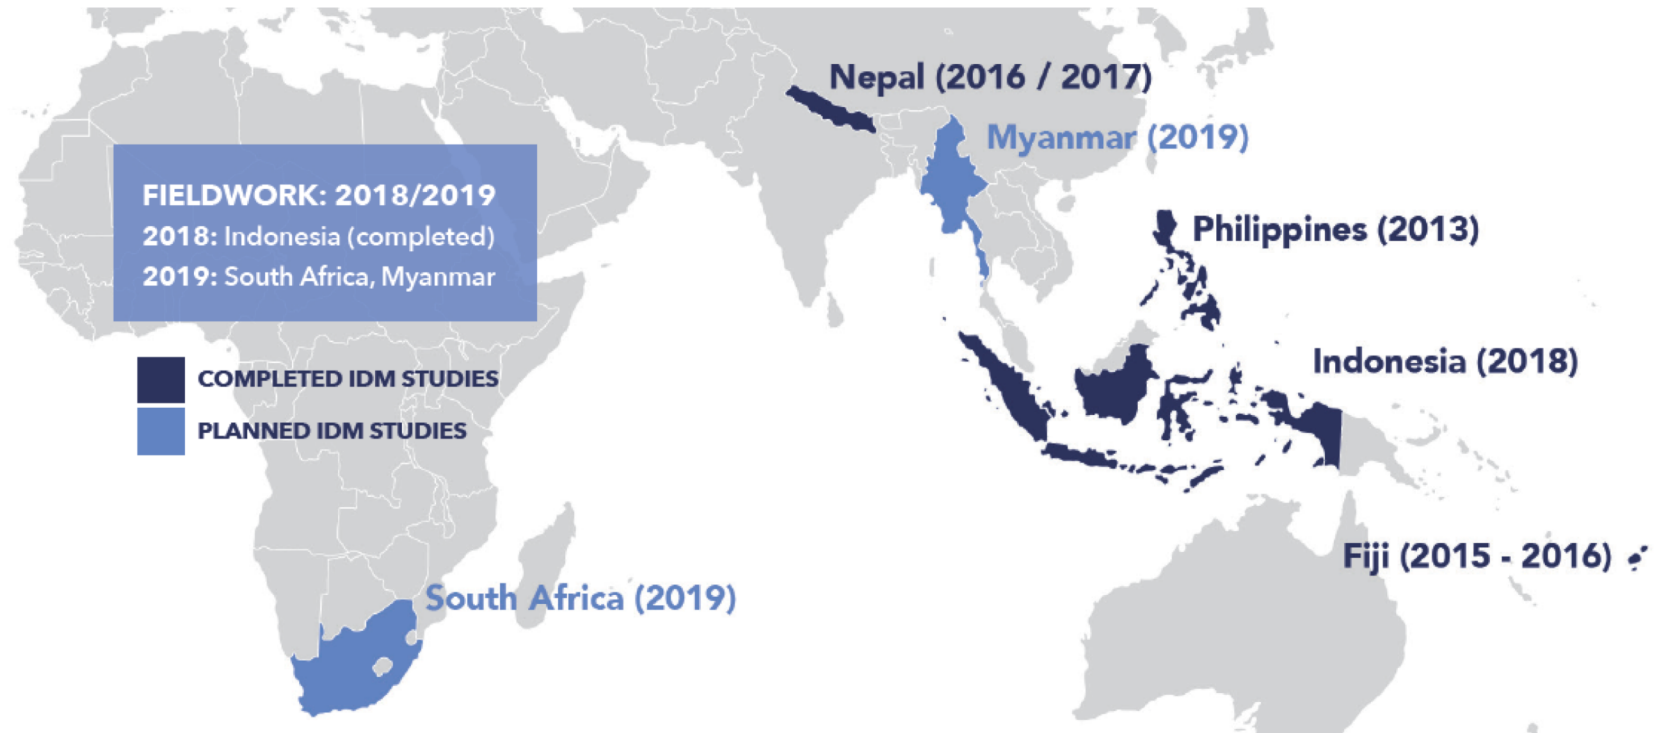 Nepal (2016 / 2017)
Myanmar (2019)
FIELDWORK: 2018/2019
2018: Indonesia (completed)
2019: South Africa, Myanmar
Philippines (2013)
Indonesia (2018)
COMPLETED IDM STUDIES
PLANNED IDM STUDIES
Fiji (2015 - 2016)
South Africa (2019)